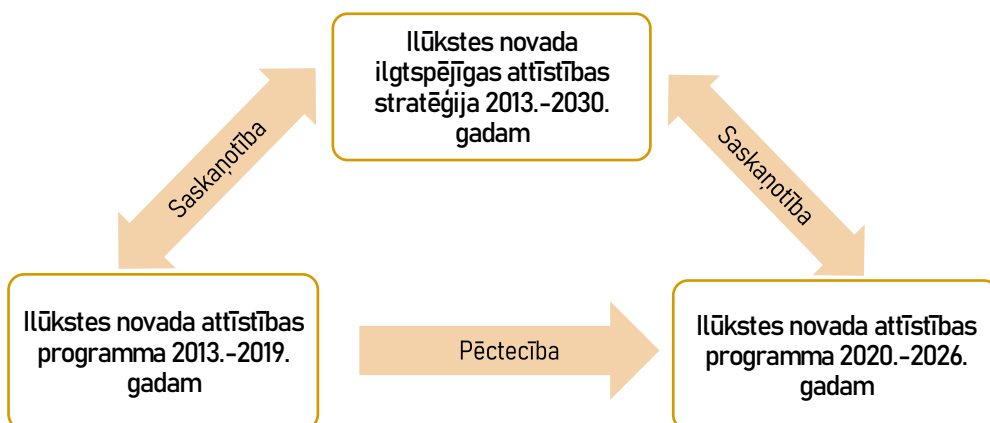 Ilūkstes novada
ilgtspējīgas attīstības
stratēģija 2013.-2030.
gadam
Saskaņotība
Saskaņotība
Ilūkstes novada attīstības
programma 2013.-2019.
gadam
Pēctecība
Ilūkstes novada attīstības
programma 2020.-2026.
gadam